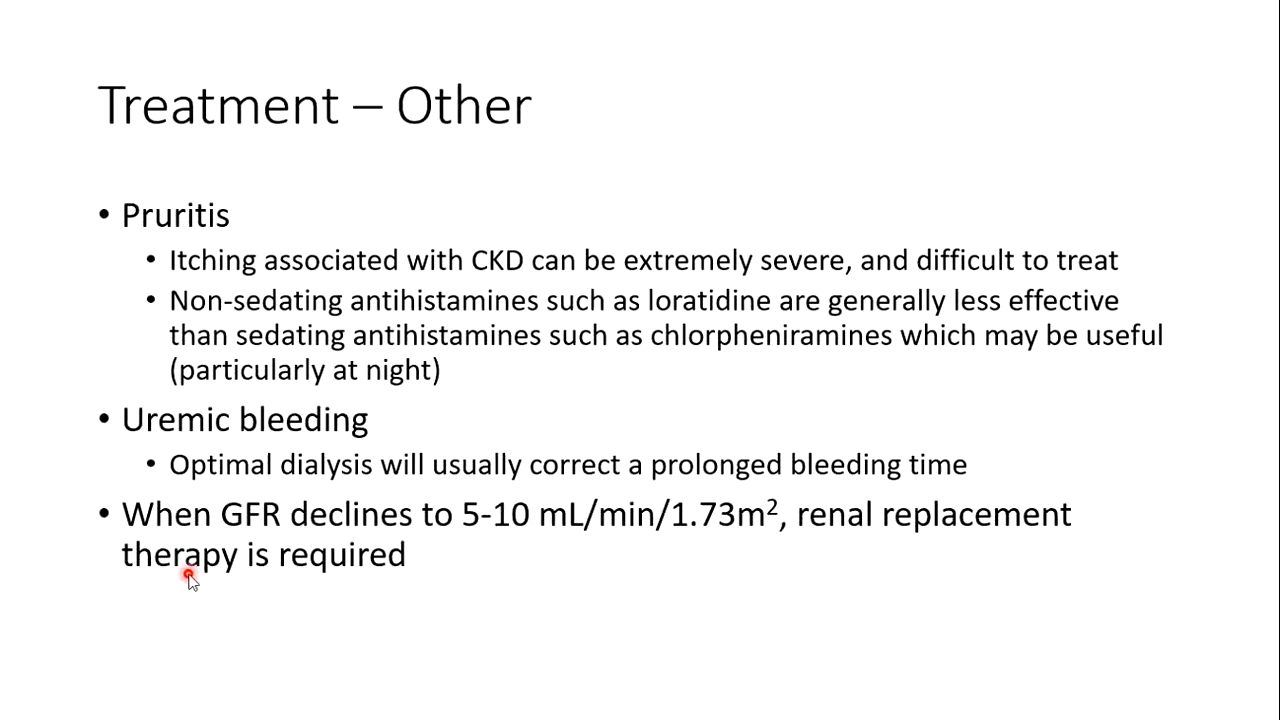 Treatment – Other
• Pruritis
• Itching associated with CKD can be extremely severe, and difficult to treat
• Non-sedating antihistamines such as loratidine are generally less effective
than sedating antihistamines such as chlorpheniramines which may be useful
(particularly at night)
• Uremic bleeding
• Optimal dialysis will usually correct a prolonged bleeding time
• When GFR declines to 5-10 mL/min/1.73m², renal replacement
therapy is required